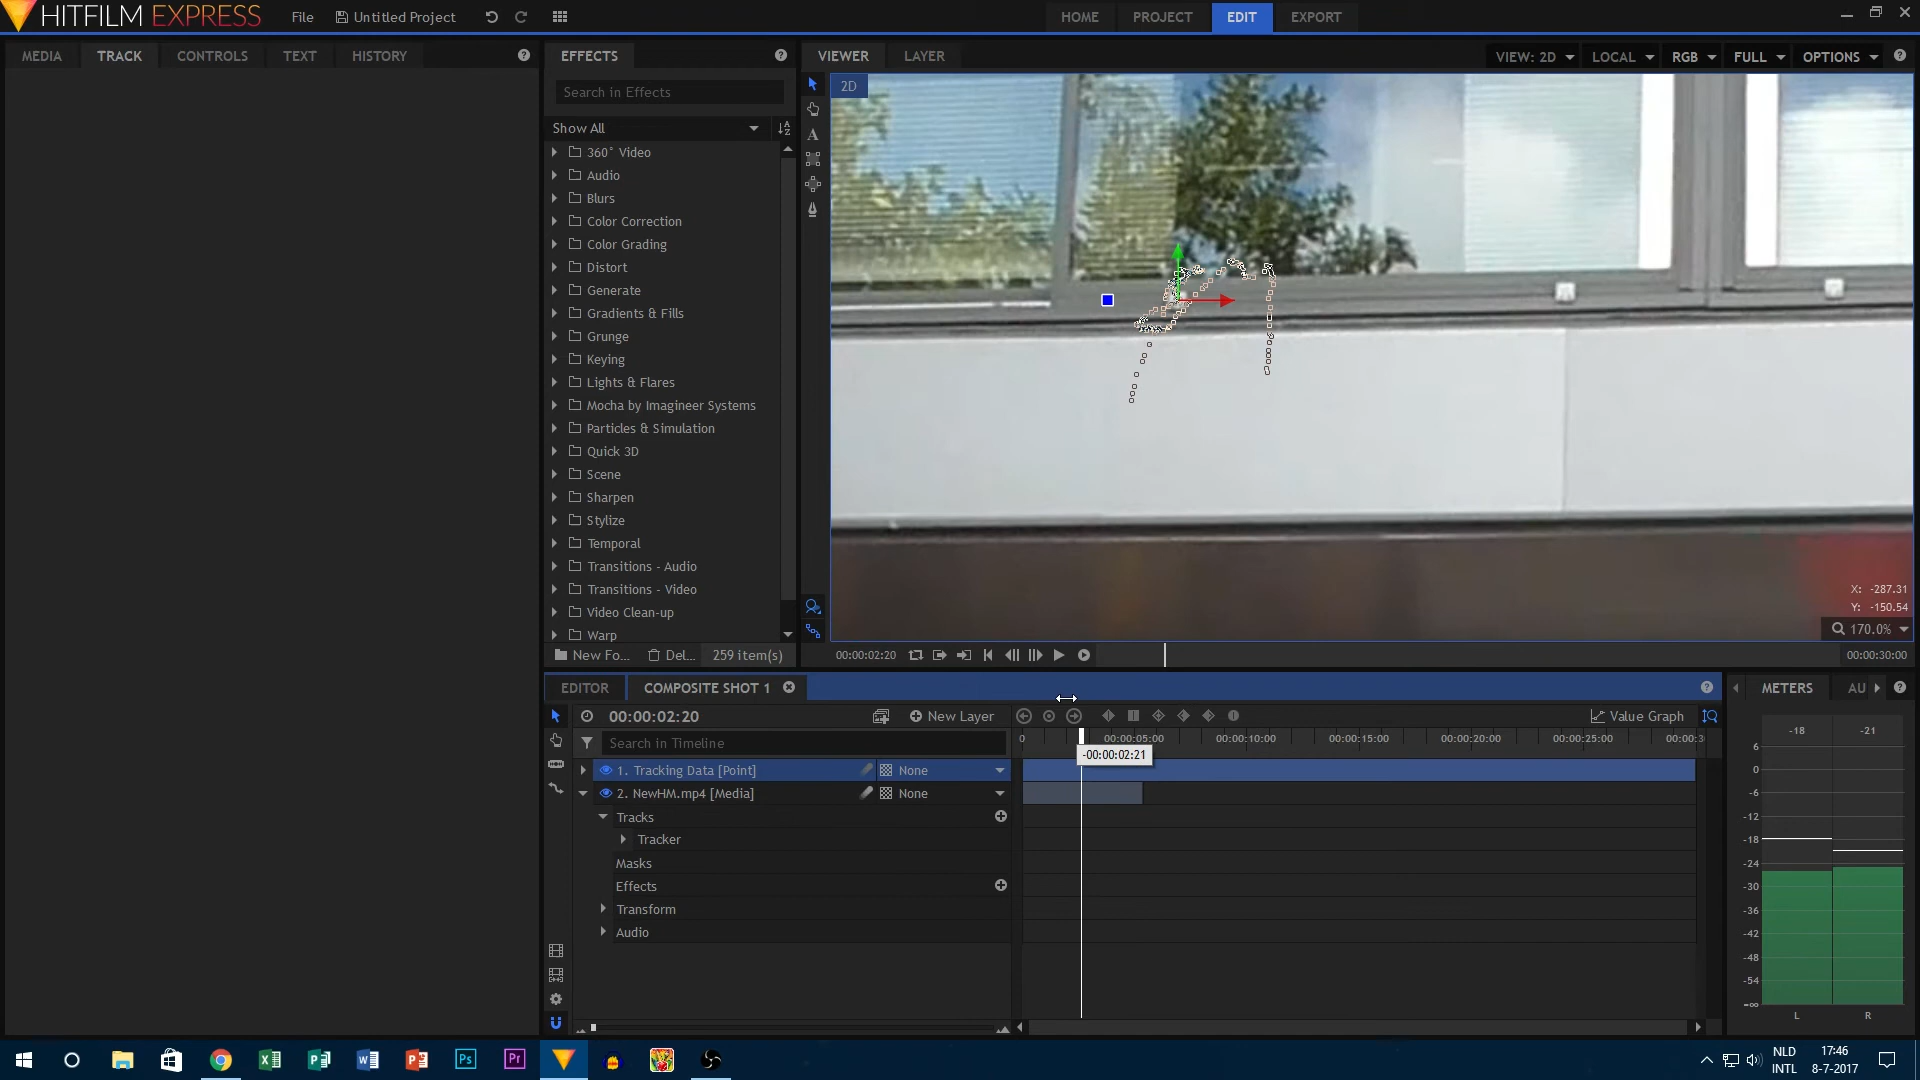 HITFILM EXPRESS
File
Untitled Project
HOME
PROJECT
EDIT
EXPORT
MEDIA
TRACK
CONTROLS
TEXT
HISTORY
EFFECTS
VIEWER
LAYER
VIEW: 2D
LOCAL
RGB
FULL
OPTIONS
Search in Effects
2D
Show All
360° Video
Audio
Blurs
Color Correction
Color Grading
Distort
Generate
Gradients & Fills
Grunge
Keying
Lights & Flares
Mocha by Imagineer Systems
Particles & Simulation
Quick 3D
Scene
Sharpen
Stylize
Temporal
Transitions - Audio
Transitions - Video
Video Clean-up
Warp
X: -287.31
Y: -150.54
170.0%
New Fo...
Del...
259 item(s)
00:00:02:20
00:00:30:00
EDITOR
COMPOSITE SHOT 1
METERS
AU
00:00:02:20
New Layer
Value Graph
Search in Timeline
0
00:00:05:00
00:00:10:00
00:00:15:00
00:00:20:00
00:00:25:00
00:00:3
-00:00:02:21
1. Tracking Data [Point]
None
2. NewHM.mp4 [Media]
None
Tracks
Tracker
Masks
Effects
Transform
Audio
-18
-21
6
0
-6
-12
-18
-24
-30
-36
-42
-48
-54
-∞
L
R
NLD
INTL
17:46
8-7-2017